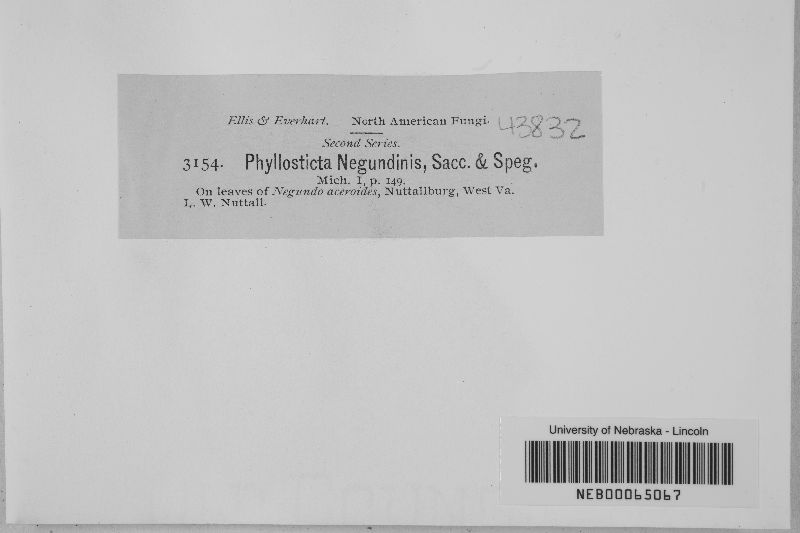 Ellis & Everhart. North American Fungi. 43832
Second Series.
3154. Phyllosticta Negundinis, Sacc. & Speg.
Mich. I, p. 149.
On leaves of Negundo aceroides, Nuttallburg, West Va.
L. W. Nuttall.
University of Nebraska - Lincoln
NEB00065067